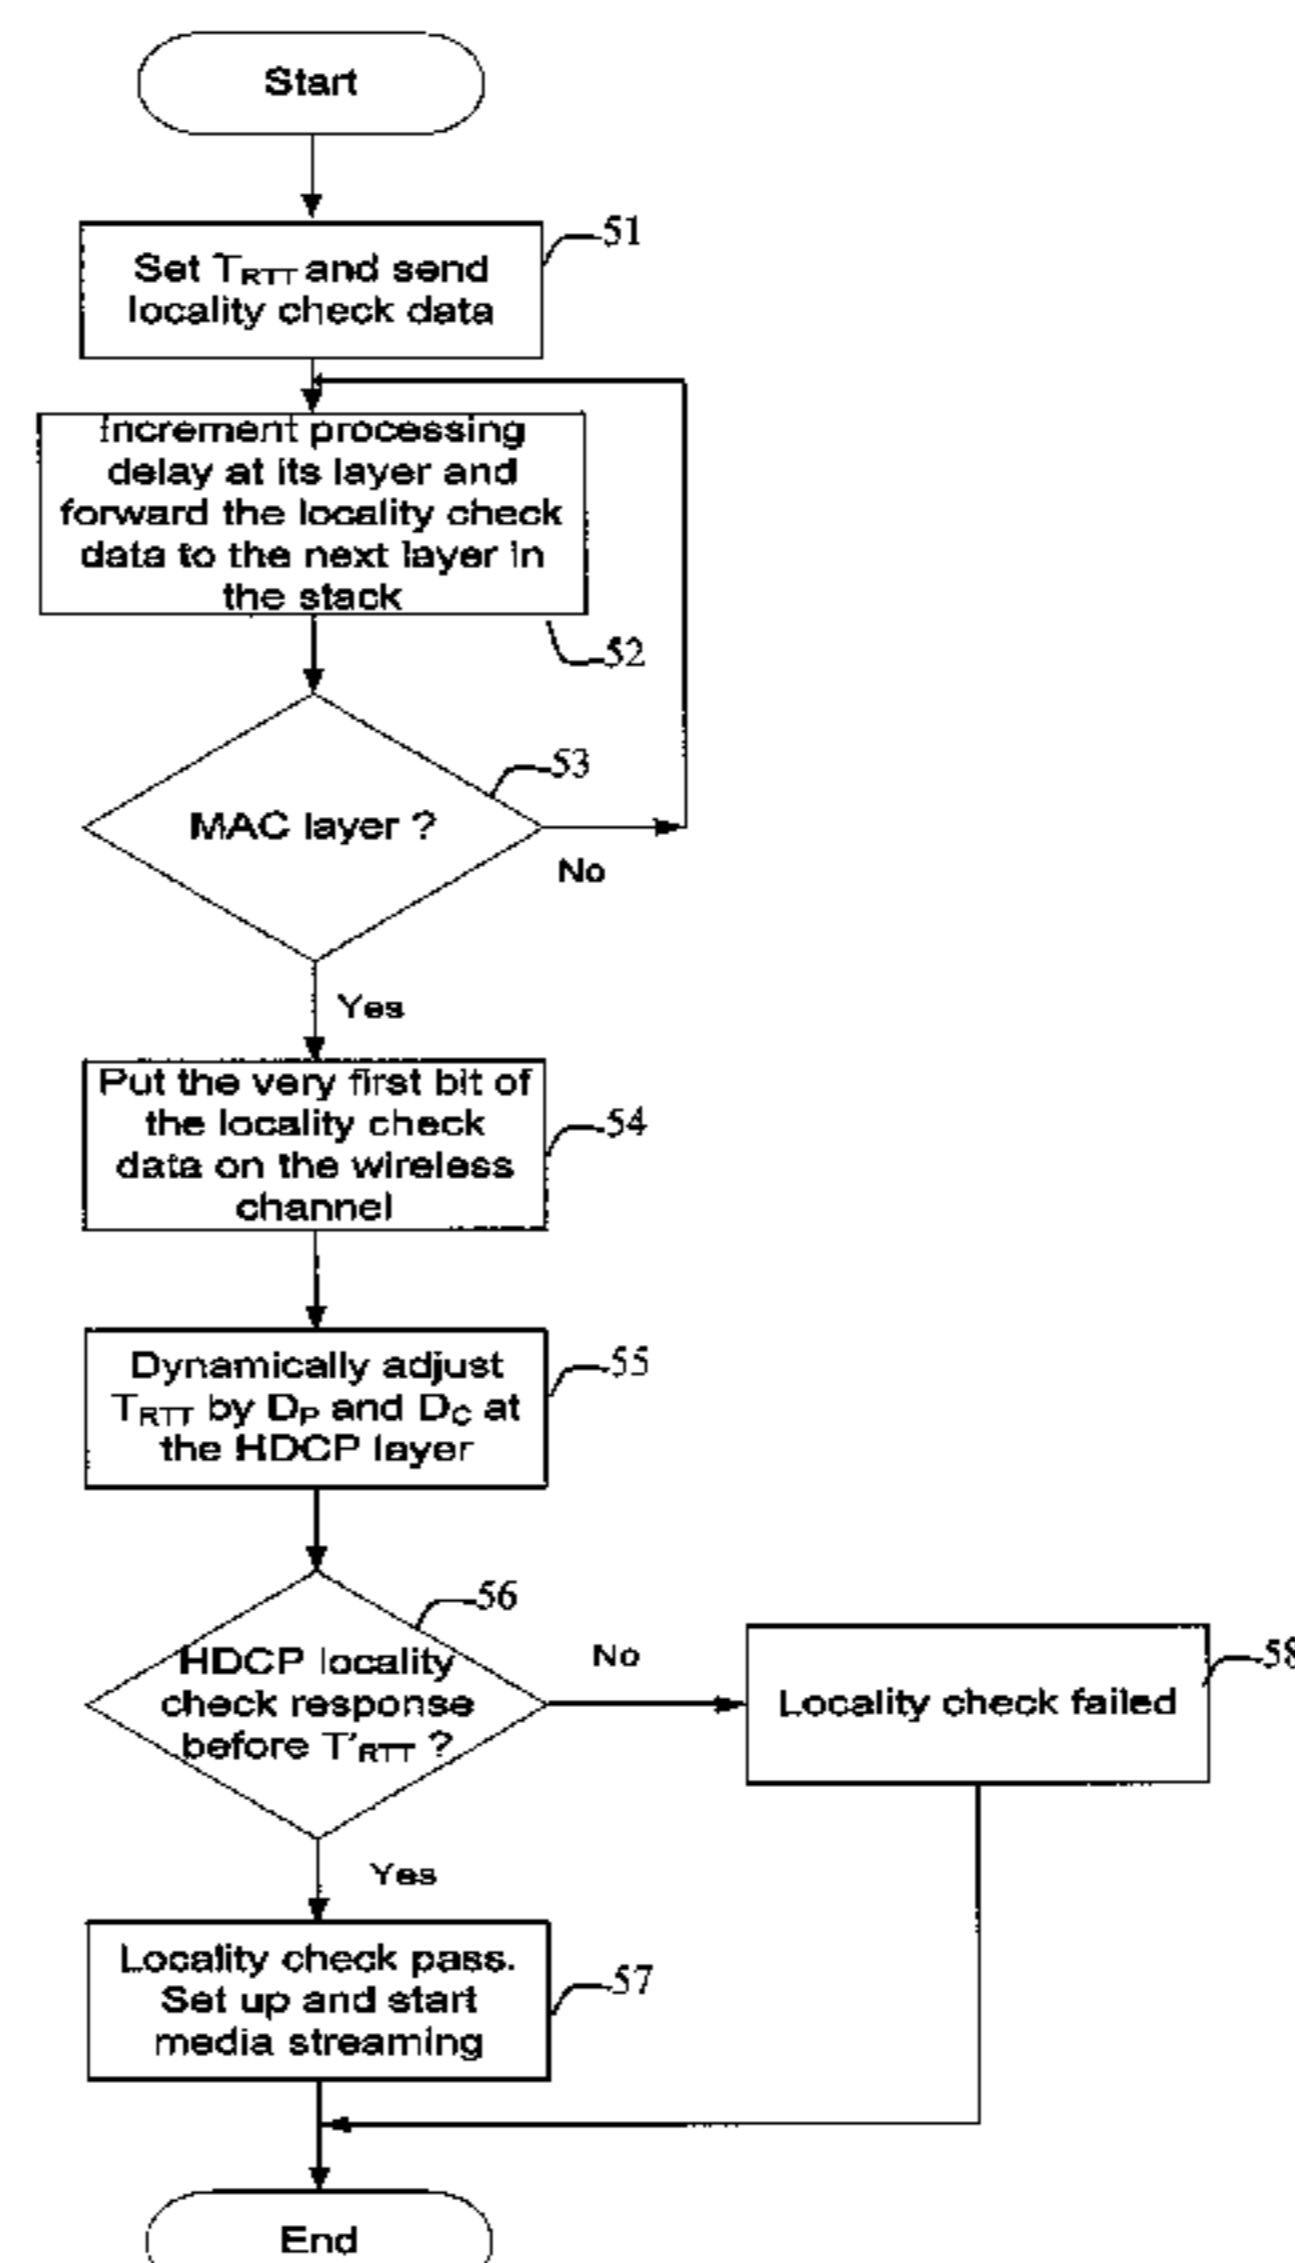 Start
51
Set TRTT and send
locality check data
Increment processing
delay at its layer and
forward the locality check
data to the next layer in
the stack
52
53
MAC layer ?
No
Yes
Put the very first bit of
the locality check
data on the wireless
channel
54
Dynamically adjust
TRTT by DP and DC at
the HDCP layer
55
56
HDCP locality
check response
before T'RTT ?
No
Locality check failed
58
Yes
Locality check pass.
Set up and start
media streaming
57
End